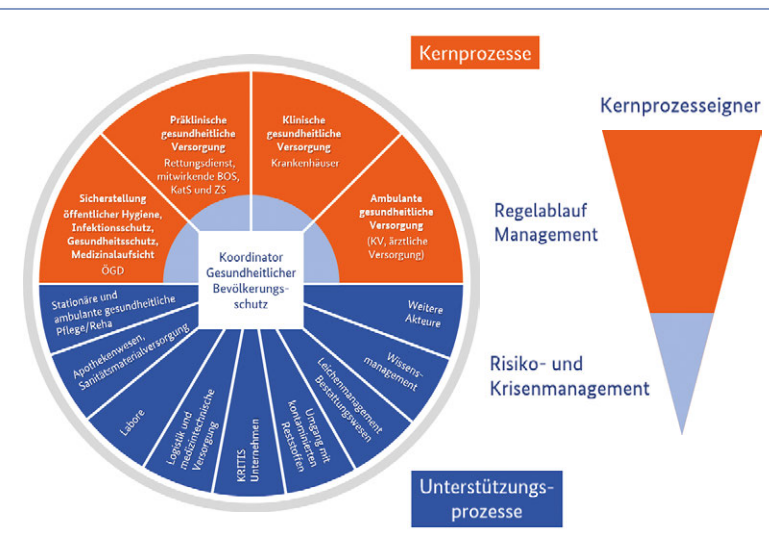 Kernprozesse
Kernprozesseigner
Präklinische
gesundheitliche
Versorgung
Rettungsdienst,
mitwirkende BOS,
KatS und ZS
Klinische
gesundheitliche
Versorgung
Krankenhäuser
Sicherstellung
öffentlicher Hygiene,
Infektionsschutz,
Gesundheitsschutz,
Medizinalaufsicht
ÖGD
Ambulante
gesundheitliche
Versorgung
(KV, ärztliche
Versorgung)
Koordinator
Gesundheitlicher
Bevölkerungs-
schutz
Regelablauf
Management
Stationäre und
ambulante gesundheitliche
Pflege/Reha
Apothekenwesen,
Sanitätsmaterialversorgung
Labore
Logistik und
medizintechnische
Versorgung
KRITIS
Unternehmen
Umgang mit
kontaminierten
Reststoffen
Leichenmanagement
Bestattungswesen
Wissens-
management
Weitere
Akteure
Risiko- und
Krisenmanagement
Unterstützungs-
prozesse